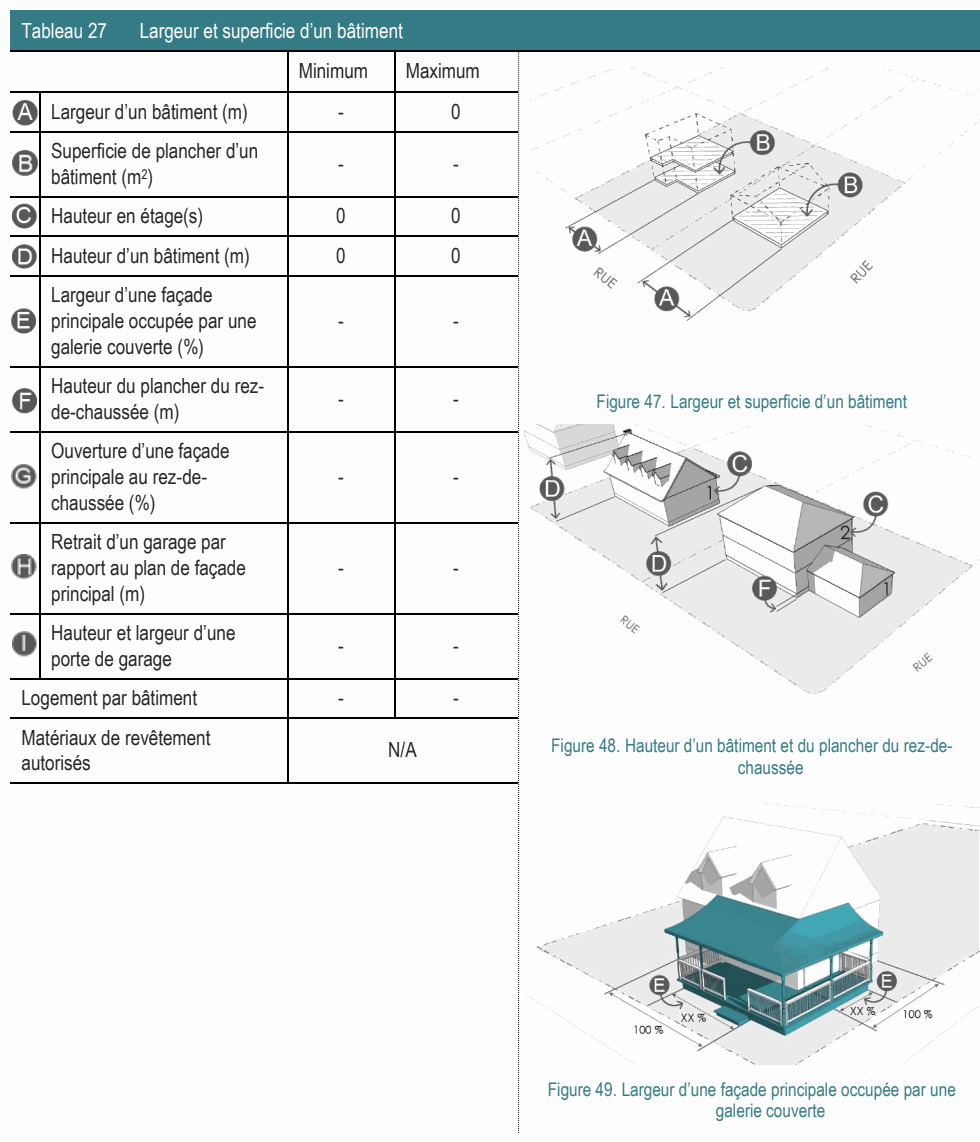 Tableau 27 Largeur et superficie d'un bâtiment
Minimum Maximum
A Largeur d'un bâtiment (m) - 0
B Superficie de plancher d'un
bâtiment (m²) - -
C Hauteur en étage(s) 0 0
D Hauteur d'un bâtiment (m) 0 0
E Largeur d'une façade
principale occupée par une
galerie couverte (%) - -
F Hauteur du plancher du rez-
de-chaussée (m) - -
G Ouverture d'une façade
principale au rez-de-
chaussée (%) - -
H Retrait d'un garage par
rapport au plan de façade
principal (m) - -
I Hauteur et largeur d'une
porte de garage - -
Logement par bâtiment - -
Matériaux de revêtement
autorisés N/A
B
B
A
RUE
RUE
A
Figure 47. Largeur et superficie d'un bâtiment
C
D
1
C
2
D
F
1
RUE
RUE
Figure 48. Hauteur d'un bâtiment et du plancher du rez-de-
chaussée
E
E
XX %
XX %
100 %
100 %
Figure 49. Largeur d'une façade principale occupée par une
galerie couverte